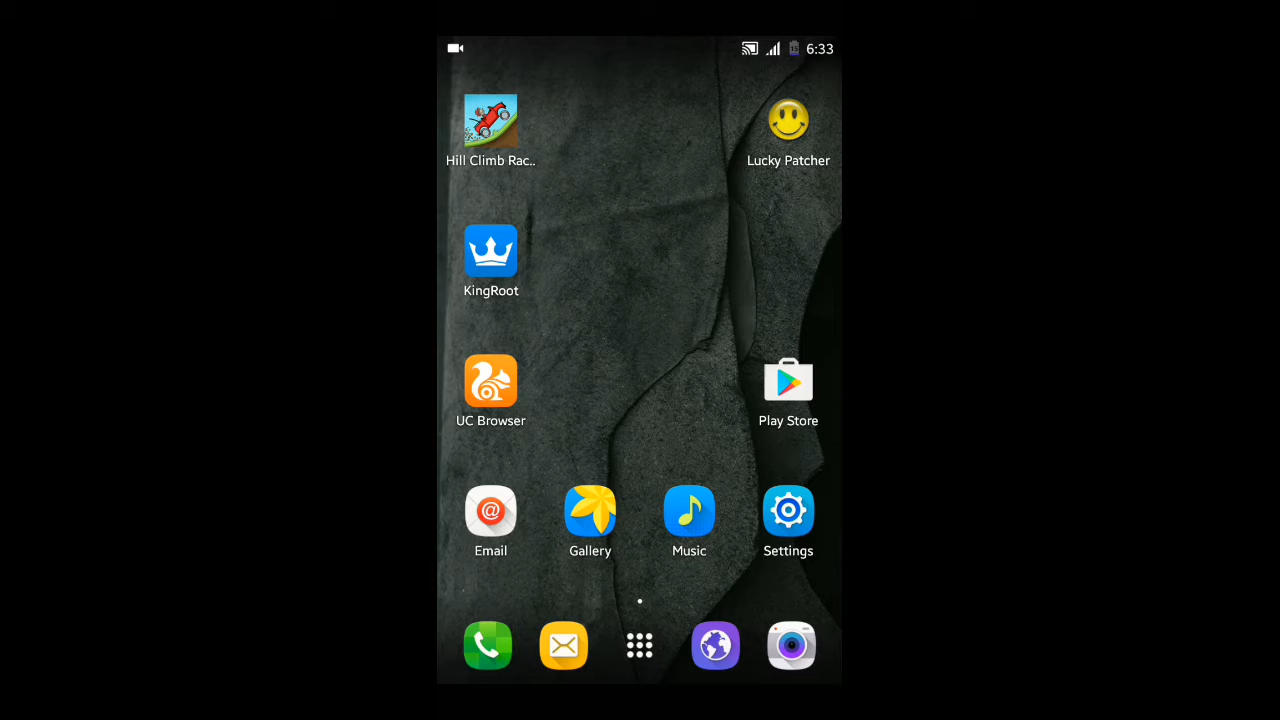 6:33
Hill Climb Rac..
Lucky Patcher
KingRoot
UC Browser
Play Store
Email
Gallery
Music
Settings